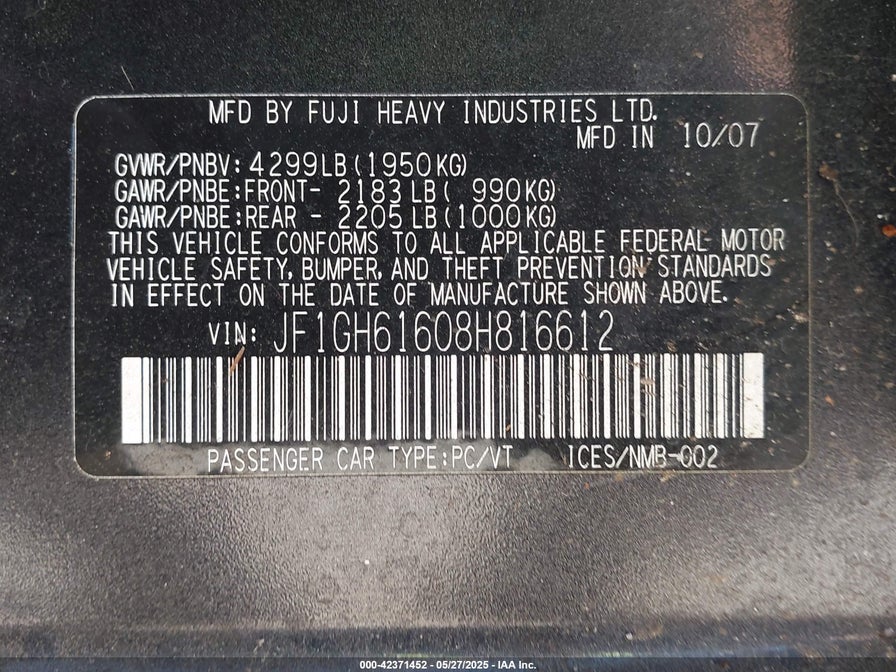 MFD BY FUJI HEAVY INDUSTRIES LTD.
MFD IN 10/07
GVWR/PNBV: 4299LB(1950KG)
GAWR/PNBE:FRONT- 2183 LB( 990KG)
GAWR/PNBE:REAR - 2205 LB(1000KG)
THIS VEHICLE CONFORMS TO ALL APPLICABLE FEDERAL MOTOR
VEHICLE SAFETY, BUMPER, AND THEFT PREVENTION STANDARDS
IN EFFECT ON THE DATE OF MANUFACTURE SHOWN ABOVE.
VIN: JF1GH61608H816612
PASSENGER CAR TYPE:PC/VT ICES/NMB-002
000-42371452 - 05/27/2025 - IAA Inc.